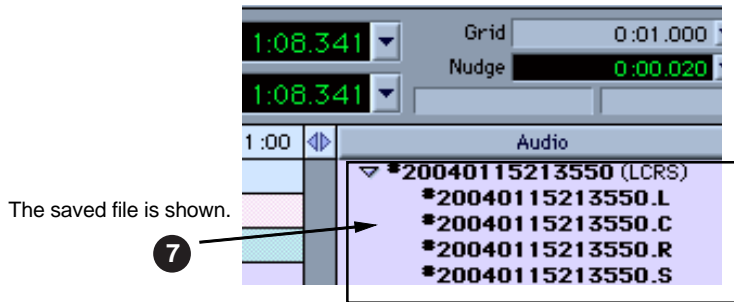 1:08.341 Grid 0:01.000
Nudge 0:00.020
1:08.341
1:00 Audio
*20040115213550 (LCRS)
*20040115213550.L
*20040115213550.C
*20040115213550.R
*20040115213550.S
The saved file is shown.
7